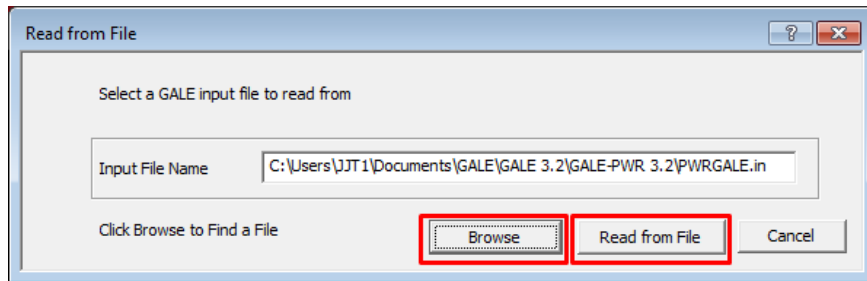 Read from File
Select a GALE input file to read from
Input File Name C:\Users\JJT1\Documents\GALE\GALE 3.2\GALE-PWR 3.2\PWRGALE.in
Click Browse to Find a File Browse Read from File Cancel